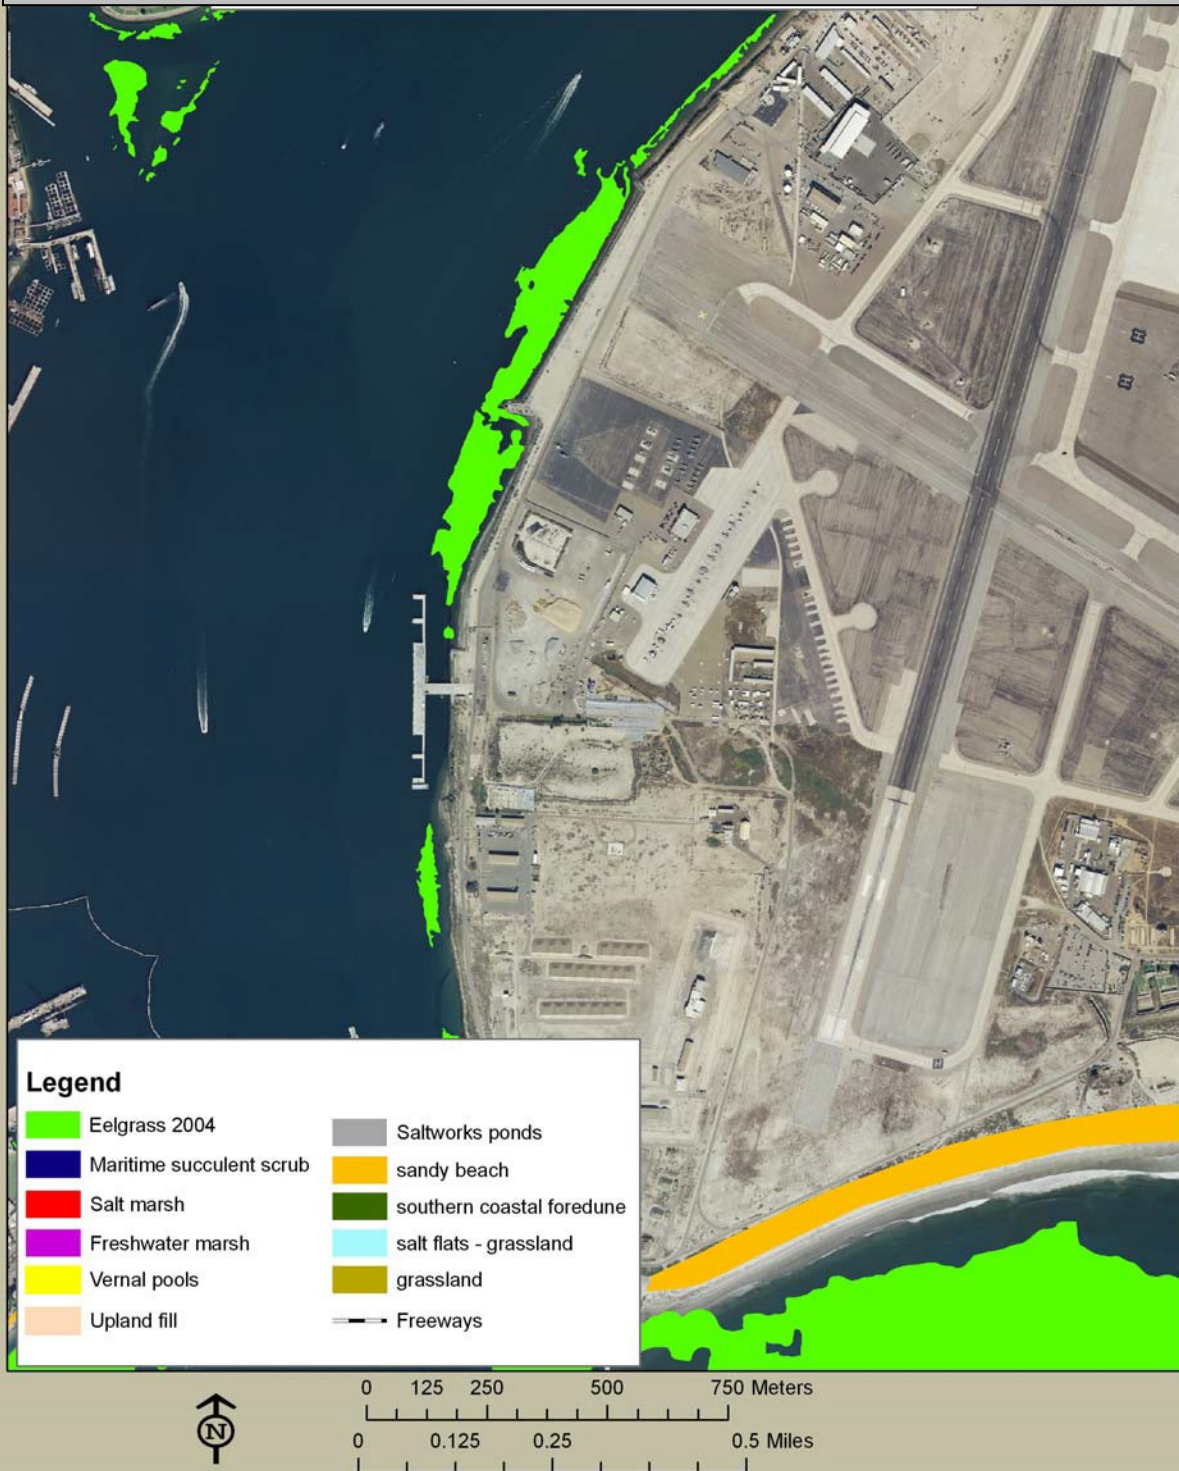 Legend
Eelgrass 2004
Maritime succulent scrub
Salt marsh
Freshwater marsh
Vernal pools
Upland fill
Saltworks ponds
sandy beach
southern coastal foredune
salt flats - grassland
grassland
Freeways
N
0 125 250 500 750 Meters
0 0.125 0.25 0.5 Miles